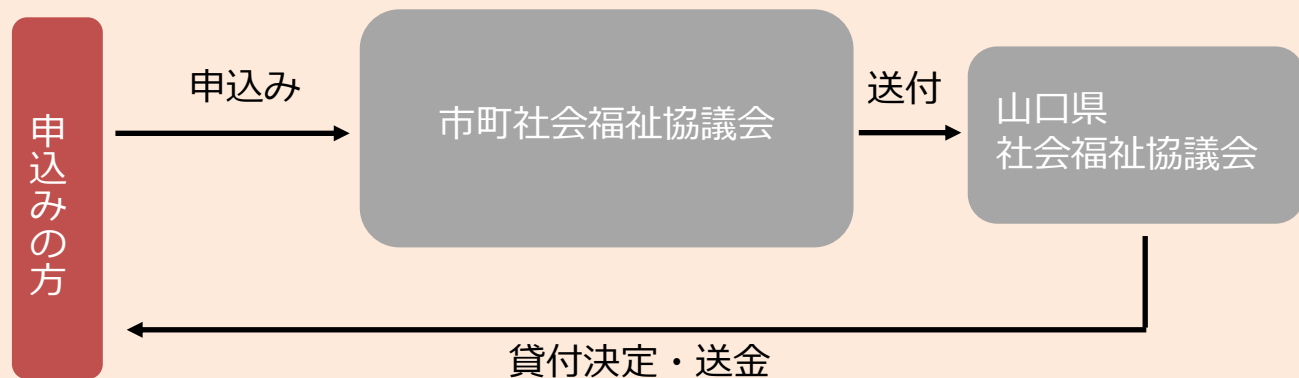 申込みの方
申込み
市町社会福祉協議会
送付
山口県
社会福祉協議会
貸付決定・送金